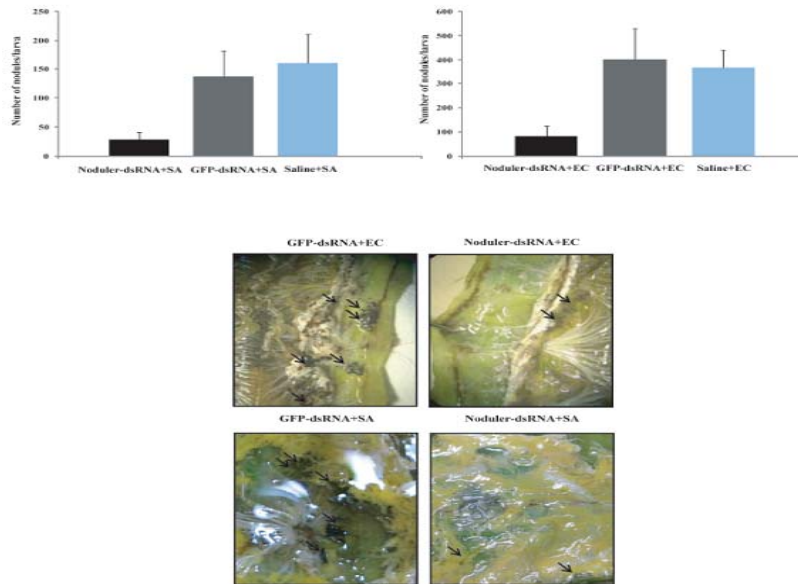 250
200
150
100
50
0
Number of nodules/larva
Noduler-dsRNA+SA GFP-dsRNA+SA Saline+SA
600
500
400
300
200
100
0
Number of nodules/larva
Noduler-dsRNA+EC GFP-dsRNA+EC Saline+EC
GFP-dsRNA+EC Noduler-dsRNA+EC
GFP-dsRNA+SA Noduler-dsRNA+SA